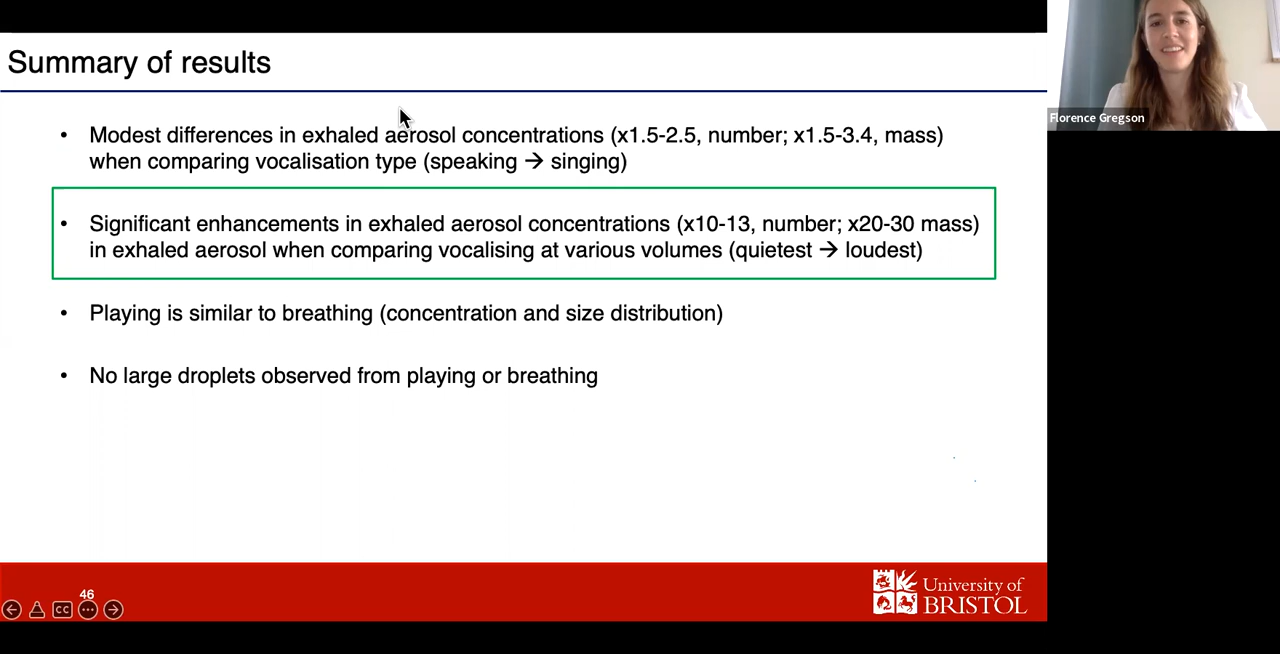 Summary of results
Florence Gregson
• Modest differences in exhaled aerosol concentrations (x1.5-2.5, number; x1.5-3.4, mass)
when comparing vocalisation type (speaking → singing)
• Significant enhancements in exhaled aerosol concentrations (x10-13, number; x20-30 mass)
in exhaled aerosol when comparing vocalising at various volumes (quietest → loudest)
• Playing is similar to breathing (concentration and size distribution)
• No large droplets observed from playing or breathing
46
CC
University of
BRISTOL